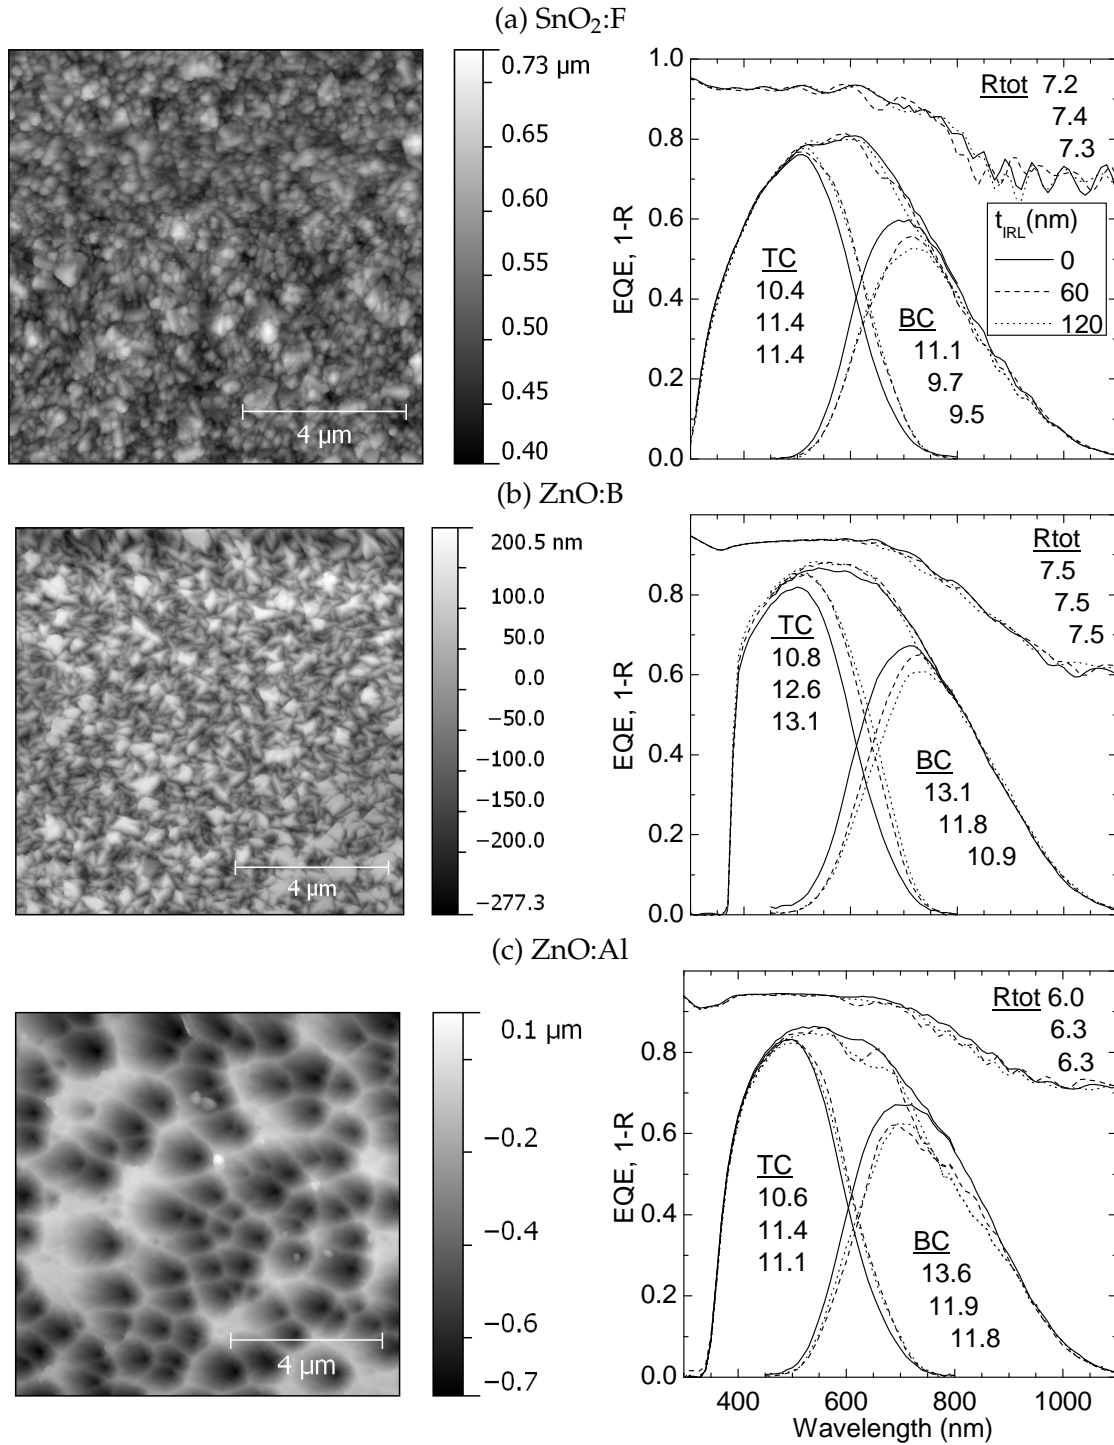 (a) SnO2:F
0.73 µm
0.65
0.60
0.55
0.50
0.45
0.40
4 µm
EQE, 1-R
1.0
0.8
0.6
0.4
0.2
0.0
Rtot 7.2
7.4
7.3
tIRL(nm)
0
60
120
TC
10.4
11.4
11.4
BC
11.1
9.7
9.5
(b) ZnO:B
200.5 nm
100.0
50.0
0.0
−50.0
−100.0
−150.0
−200.0
−277.3
4 µm
EQE, 1-R
0.8
0.6
0.4
0.2
0.0
Rtot
7.5
7.5
7.5
TC
10.8
12.6
13.1
BC
13.1
11.8
10.9
(c) ZnO:Al
0.1 µm
−0.2
−0.4
−0.6
−0.7
4 µm
EQE, 1-R
0.8
0.6
0.4
0.2
0.0
Rtot 6.0
6.3
6.3
TC
10.6
11.4
11.1
BC
13.6
11.9
11.8
400 600 800 1000
Wavelength (nm)